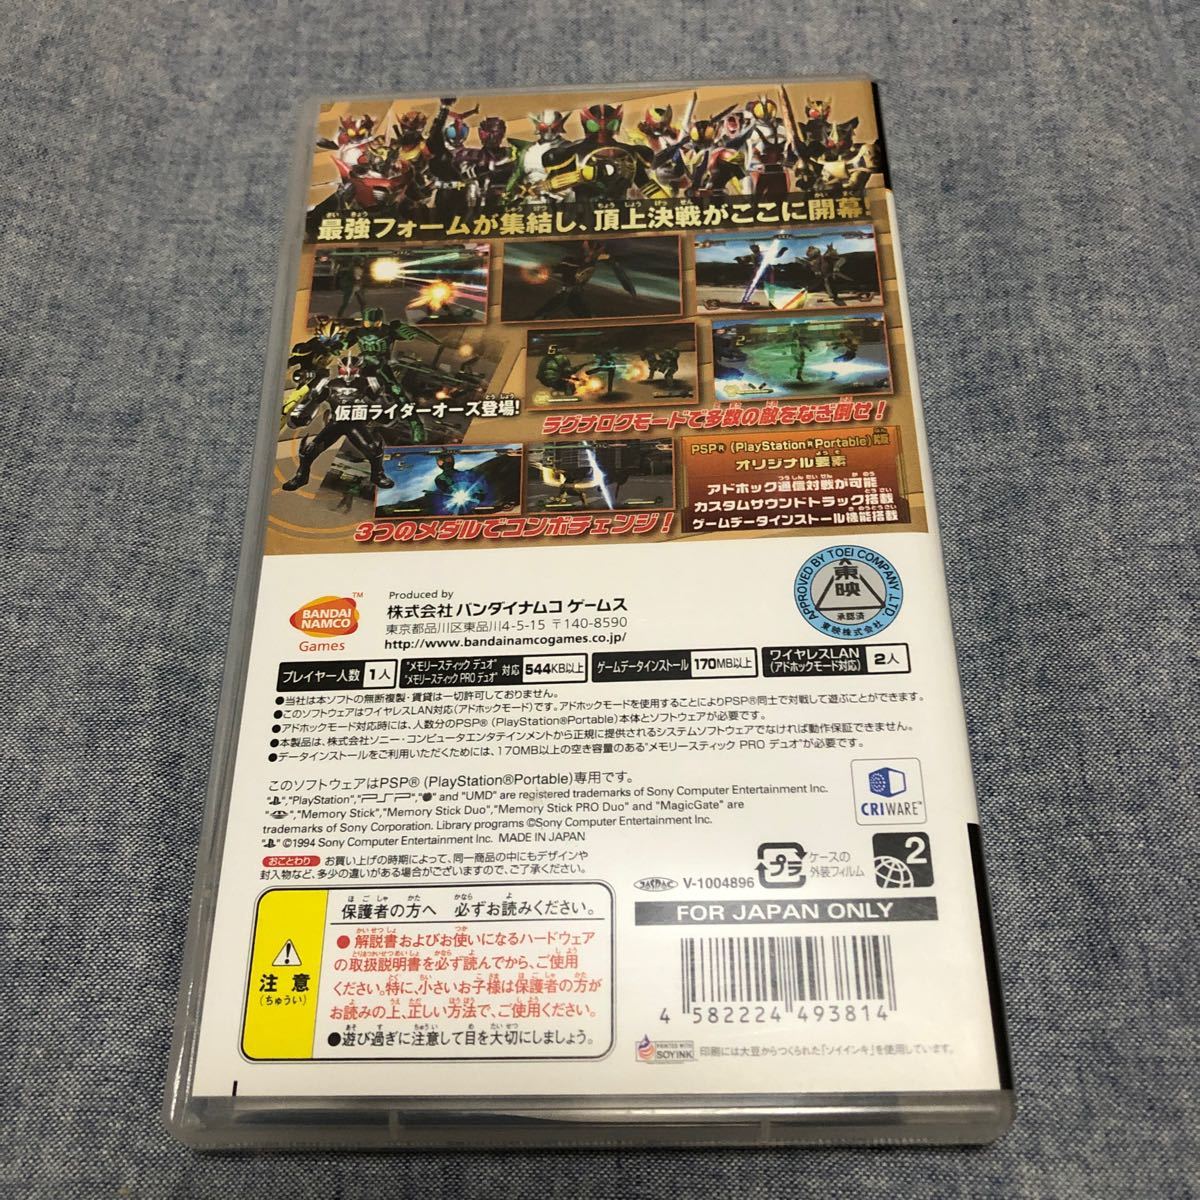 最強フォームが集結し、頂上決戦がここに開幕!
仮面ライダーオーズ登場!
ラグナロクモードで多数の敵をなぎ倒せ!
PSP® (PlayStation®Portable)版
オリジナル要素
アドホック通信対戦が可能
カスタムサウンドトラック搭載
ゲームデータインストール機能搭載
3つのメダルでコンボチェンジ!
BANDAI NAMCO Games ™
Produced by
株式会社 バンダイナムコ ゲームス
東京都品川区東品川4-5-15 〒140-8590
http://www.bandainamcogames.co.jp/
APPROVED BY TOEI COMPANY, LTD.
東映
承認済
東映株式会社
プレイヤー人数 1人
"メモリースティック デュオ" "メモリースティック PRO デュオ" 対応 544KB以上
ゲームデータインストール 170MB以上
ワイヤレスLAN (アドホックモード対応) 2人
●当社は本ソフトの無断複製・賃貸は一切許可しておりません。
●このソフトウェアはワイヤレスLAN対応(アドホックモード)です。アドホックモードを使用することによりPSP®同士で対戦して遊ぶことができます。
●アドホックモード対応時には、人数分のPSP® (PlayStation®Portable)本体とソフトウェアが必要です。
●本製品は、株式会社ソニー・コンピュータエンタテインメントから正規に提供されるシステムソフトウェアでなければ動作保証できません。
●データインストールをご利用いただくためには、170MB以上の空き容量のある"メモリースティック PRO デュオ"が必要です。
このソフトウェアはPSP® (PlayStation®Portable)専用です。
"PlayStation", "PSP", and "UMD" are registered trademarks of Sony Computer Entertainment Inc.
"Memory Stick","Memory Stick Duo","Memory Stick PRO Duo" and "MagicGate" are
trademarks of Sony Corporation. Library programs ©Sony Computer Entertainment Inc.
©1994 Sony Computer Entertainment Inc. MADE IN JAPAN
おことわり お買い上げの時期によって、同一商品の中にもデザインや
封入物など、多少の違いがある場合がございますので、ご了承ください。
CRIWARE™
プラ
ケースの
外装フィルム
2
JASRAC V-1004896
FOR JAPAN ONLY
注意
(ちゅうい)
保護者の方へ 必ずお読みください。
●解説書およびお使いになるハードウェア
の取扱説明書を必ず読んでから、ご使用
ください。特に、小さいお子様は保護者の方が
お読みの上、正しい方法で、ご使用ください。
●遊び過ぎに注意して目を大切にしましょう。
4 582224 493814
PRINTED WITH SOY INK
印刷には大豆からつくられた「ソイインキ」を使用しています。